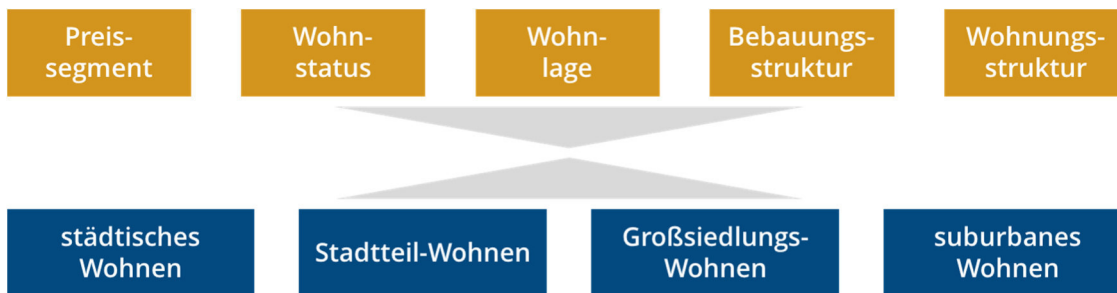 Preis-
segment
Wohn-
status
Wohn-
lage
Bebauungs-
struktur
Wohnungs-
struktur
städtisches
Wohnen
Stadtteil-Wohnen
Großsiedlungs-
Wohnen
suburbanes
Wohnen